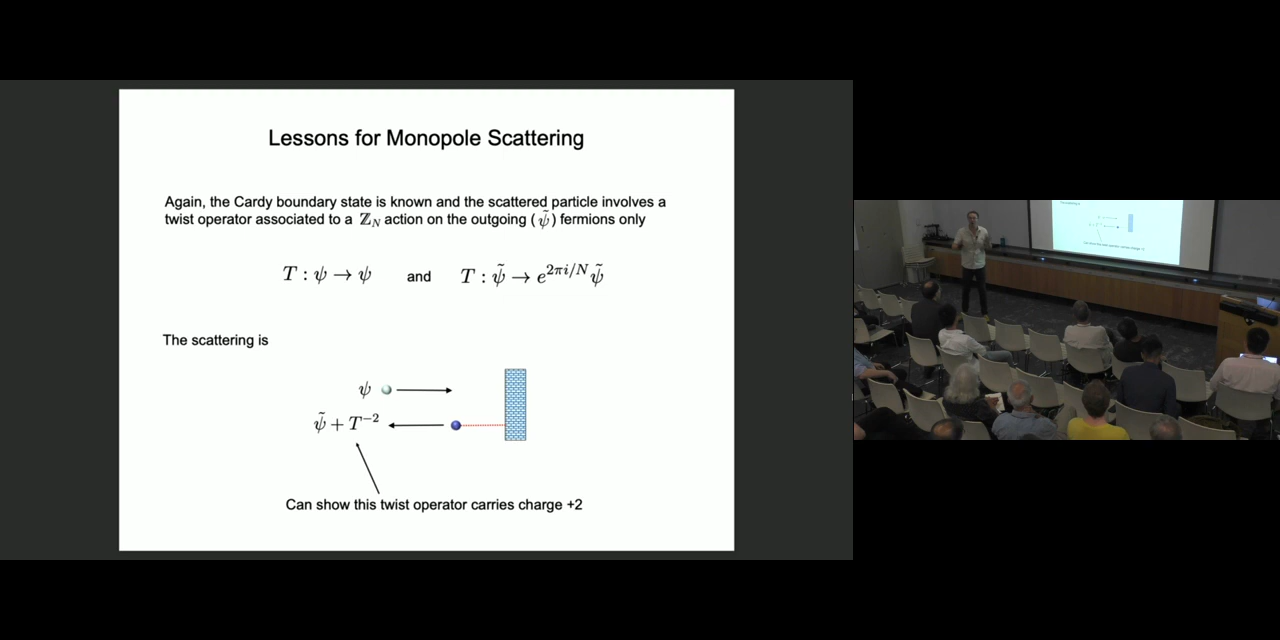 Lessons for Monopole Scattering
Again, the Cardy boundary state is known and the scattered particle involves a
twist operator associated to a ℤ_N action on the outgoing ( ψ̃ ) fermions only
T : ψ → ψ and T : ψ̃ → e^{2πi/N} ψ̃
The scattering is
ψ
ψ̃ + T^{-2}
Can show this twist operator carries charge +2